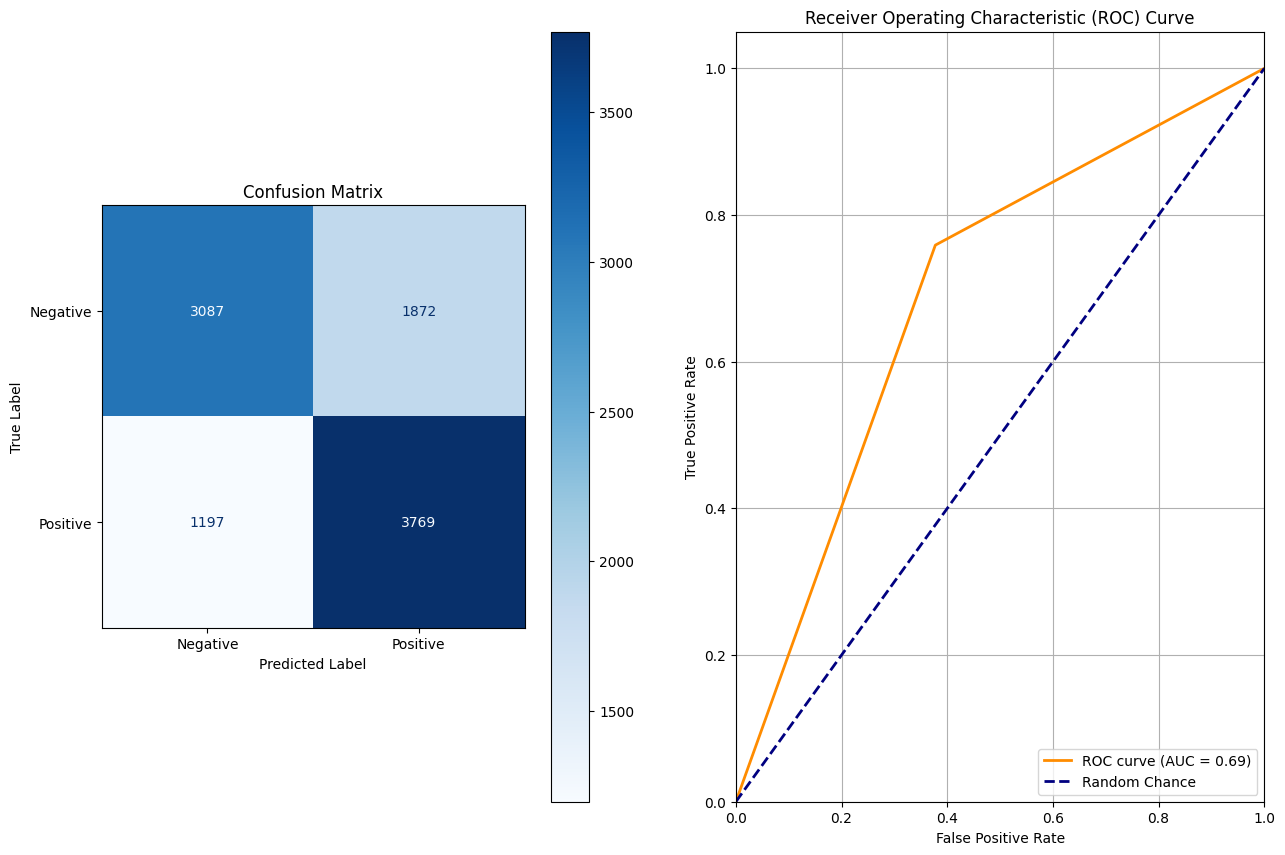 Confusion Matrix
Negative
Positive
3087
1872
1197
3769
Negative
Positive
True Label
Predicted Label
3500
3000
2500
2000
1500
Receiver Operating Characteristic (ROC) Curve
1.0
0.8
0.6
0.4
0.2
0.0
True Positive Rate
0.0
0.2
0.4
0.6
0.8
1.0
False Positive Rate
ROC curve (AUC = 0.69)
Random Chance